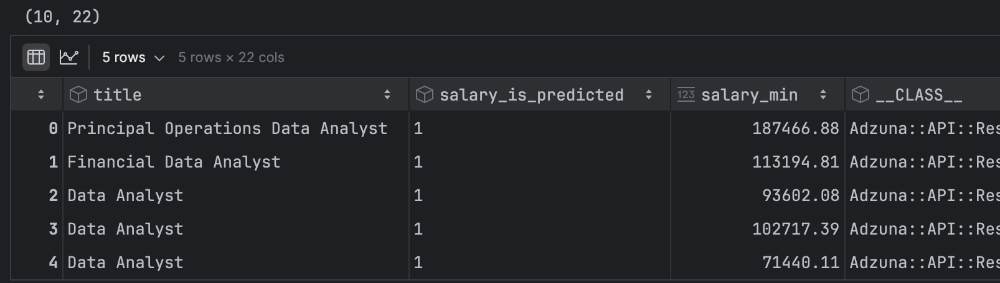 (10, 22)
5 rows 5 rows × 22 cols
title salary_is_predicted 123 salary_min __CLASS__
0 Principal Operations Data Analyst 1 187466.88 Adzuna::API::Res
1 Financial Data Analyst 1 113194.81 Adzuna::API::Res
2 Data Analyst 1 93602.08 Adzuna::API::Res
3 Data Analyst 1 102717.39 Adzuna::API::Res
4 Data Analyst 1 71440.11 Adzuna::API::Res